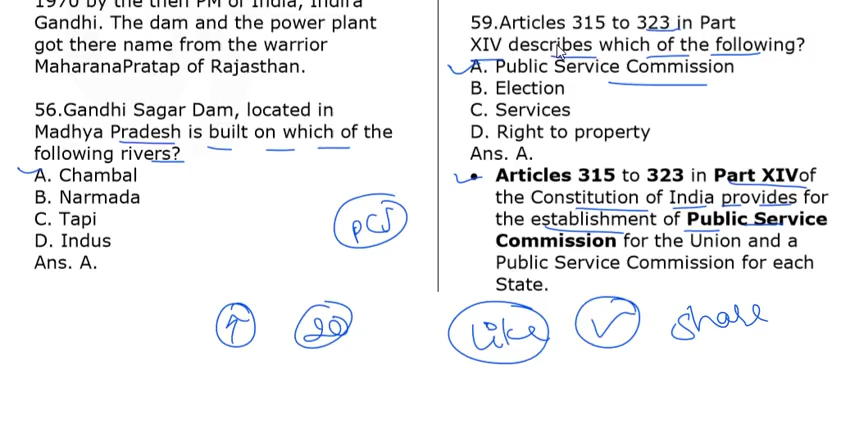 1970 by the then PM of India, Indira
Gandhi. The dam and the power plant
got there name from the warrior
MaharanaPratap of Rajasthan.
56.Gandhi Sagar Dam, located in
Madhya Pradesh is built on which of the
following rivers?
A. Chambal
B. Narmada
C. Tapi
D. Indus
Ans. A.
pcs
20
59.Articles 315 to 323 in Part
XIV describes which of the following?
A. Public Service Commission
B. Election
C. Services
D. Right to property
Ans. A.
• Articles 315 to 323 in Part XIVof
the Constitution of India provides for
the establishment of Public Service
Commission for the Union and a
Public Service Commission for each
State.
Like
share